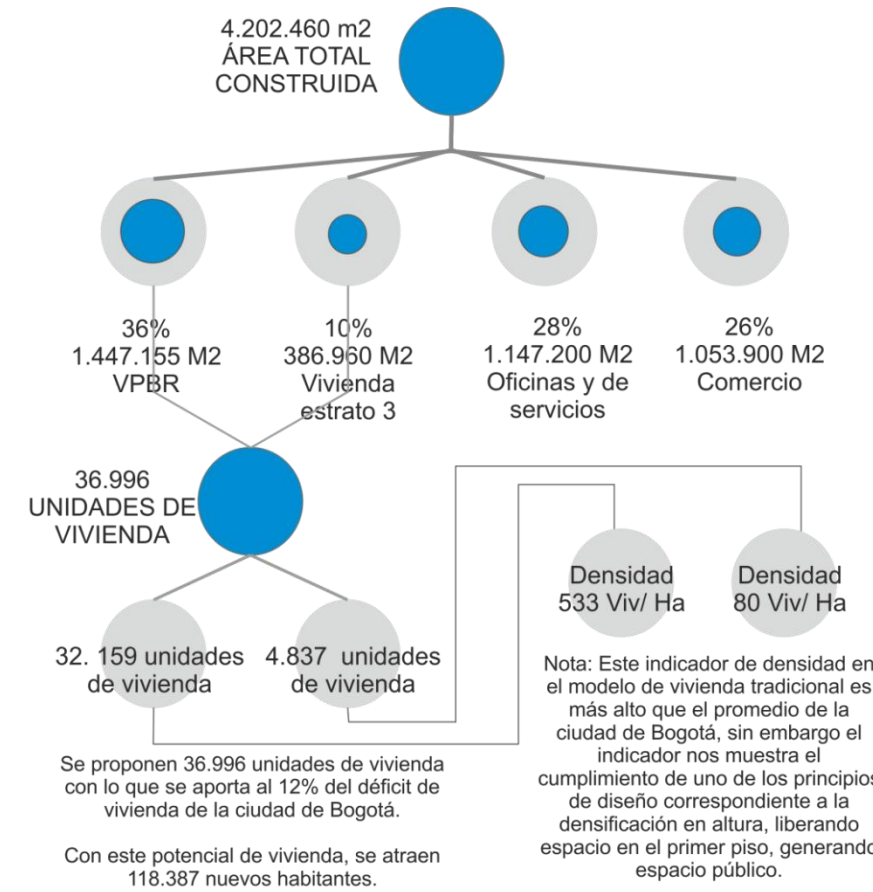 4.202.460 m2
ÁREA TOTAL
CONSTRUIDA
36%
1.447.155 M2
VPBR
10%
386.960 M2
Vivienda
estrato 3
28%
1.147.200 M2
Oficinas y de
servicios
26%
1.053.900 M2
Comercio
36.996
UNIDADES DE
VIVIENDA
Densidad
533 Viv/ Ha
Densidad
80 Viv/ Ha
32. 159 unidades
de vivienda
4.837 unidades
de vivienda
Se proponen 36.996 unidades de vivienda
con lo que se aporta al 12% del déficit de
vivienda de la ciudad de Bogotá.
Con este potencial de vivienda, se atraen
118.387 nuevos habitantes.
Nota: Este indicador de densidad en
el modelo de vivienda tradicional es
más alto que el promedio de la
ciudad de Bogotá, sin embargo el
indicador nos muestra el
cumplimiento de uno de los principios
de diseño correspondiente a la
densificación en altura, liberando
espacio en el primer piso, generando
espacio público.